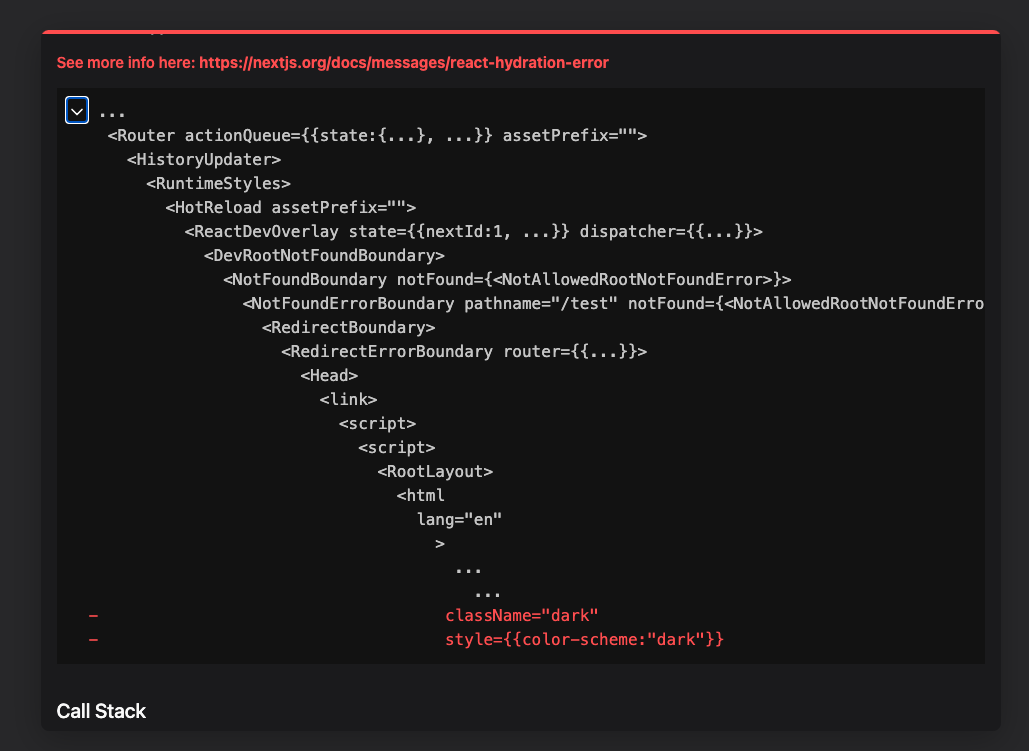 See more info here: https://nextjs.org/docs/messages/react-hydration-error
...
<Router actionQueue={{state:{...}, ...}} assetPrefix="">
<HistoryUpdater>
<RuntimeStyles>
<HotReload assetPrefix="">
<ReactDevOverlay state={{nextId:1, ...}} dispatcher={{...}}>
<DevRootNotFoundBoundary>
<NotFoundBoundary notFound={<NotAllowedRootNotFoundError>}>
<NotFoundErrorBoundary pathname="/test" notFound={<NotAllowedRootNotFoundErro
<RedirectBoundary>
<RedirectErrorBoundary router={{...}}>
<Head>
<link>
<script>
<script>
<RootLayout>
<html
lang="en"
>
...
...
- className="dark"
- style={{color-scheme:"dark"}}
Call Stack